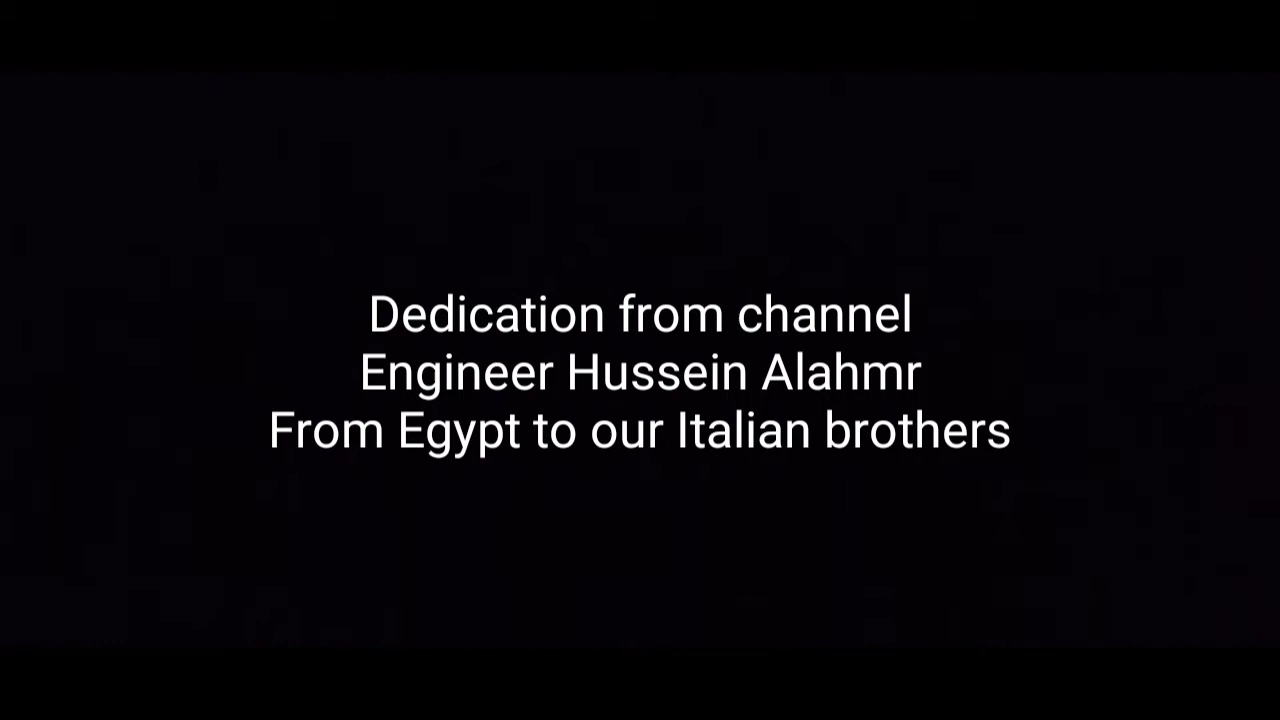 Dedication from channel
Engineer Hussein Alahmr
From Egypt to our Italian brothers